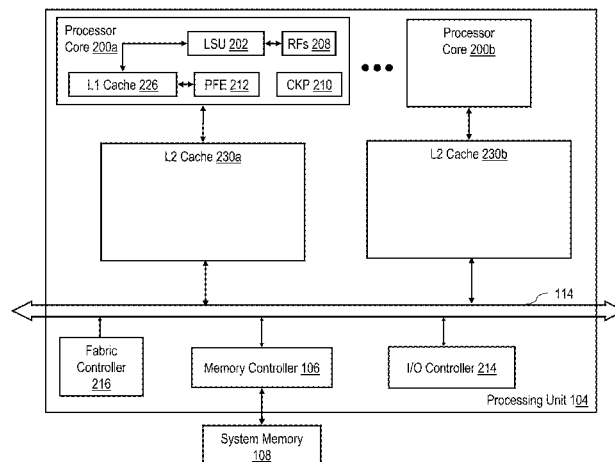 Processor
Core 200a
LSU 202
RFs 208
L1 Cache 226
PFE 212
CKP 210
Processor
Core 200b
L2 Cache 230a
L2 Cache 230b
114
Fabric
Controller
216
Memory Controller 106
I/O Controller 214
Processing Unit 104
System Memory
108